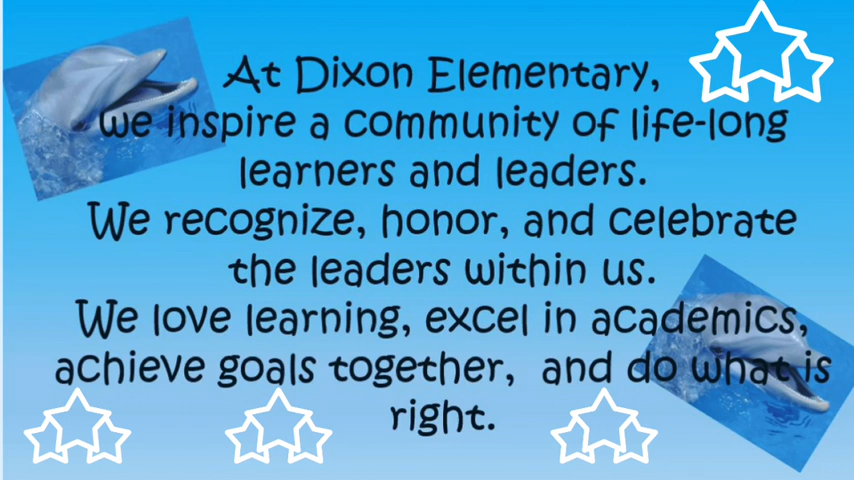 At Dixon Elementary,
we inspire a community of life-long
learners and leaders.
We recognize, honor, and celebrate
the leaders within us.
We love learning, excel in academics,
achieve goals together, and do what is
right.